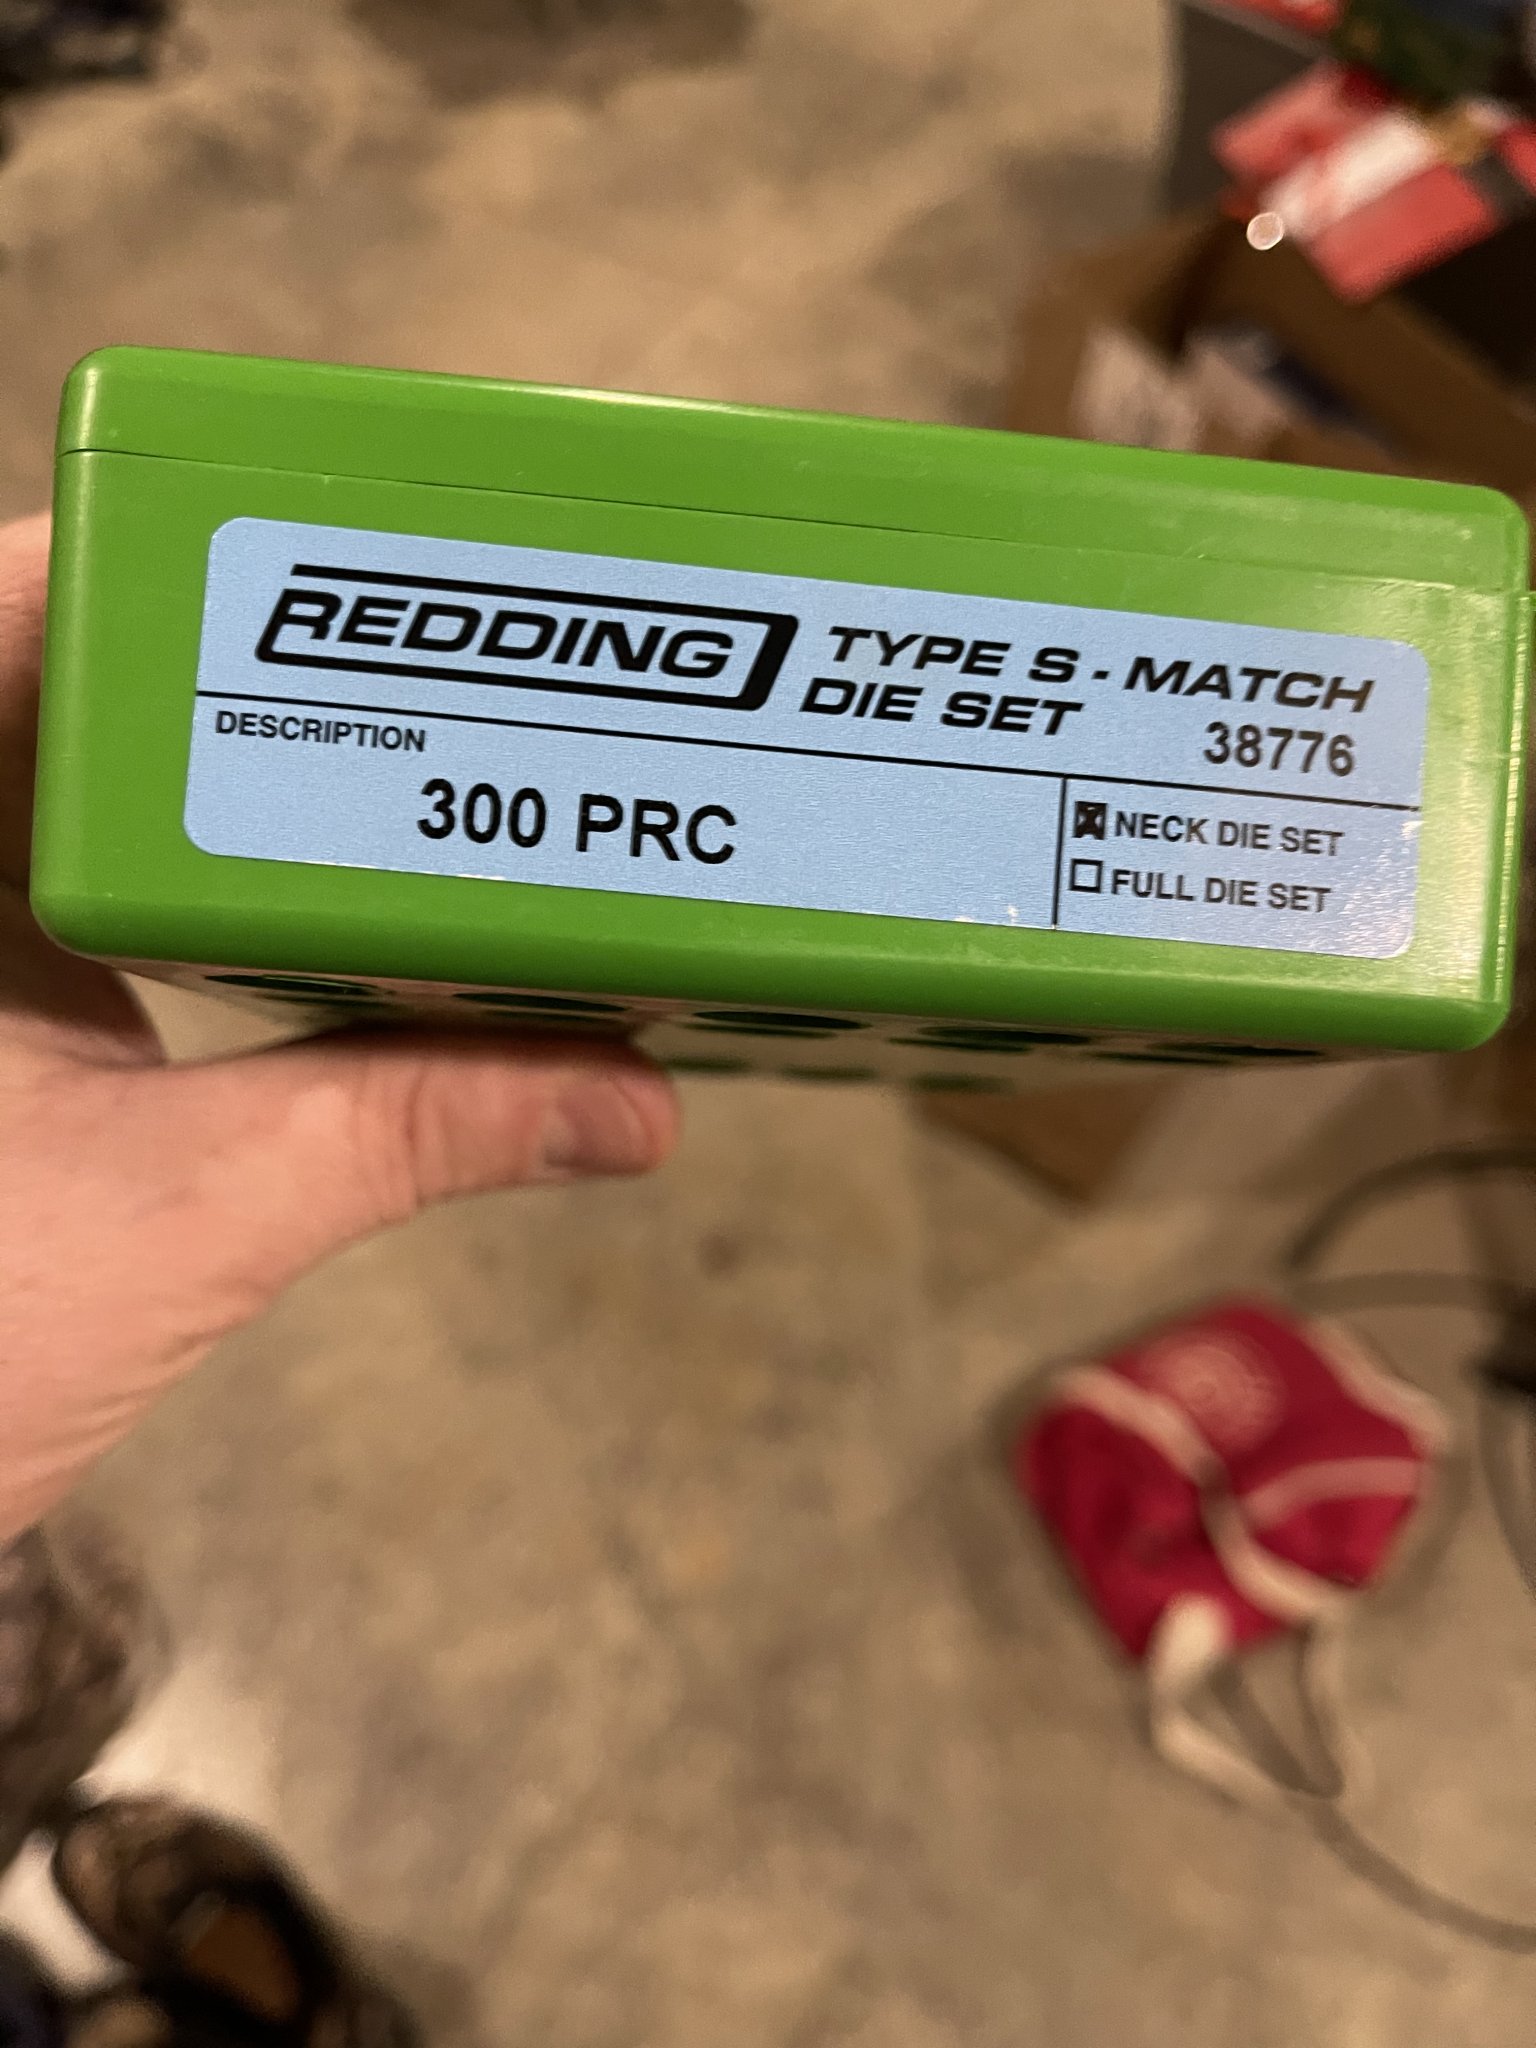 REDDING TYPE S - MATCH
DIE SET
38776
DESCRIPTION
300 PRC
NECK DIE SET
FULL DIE SET